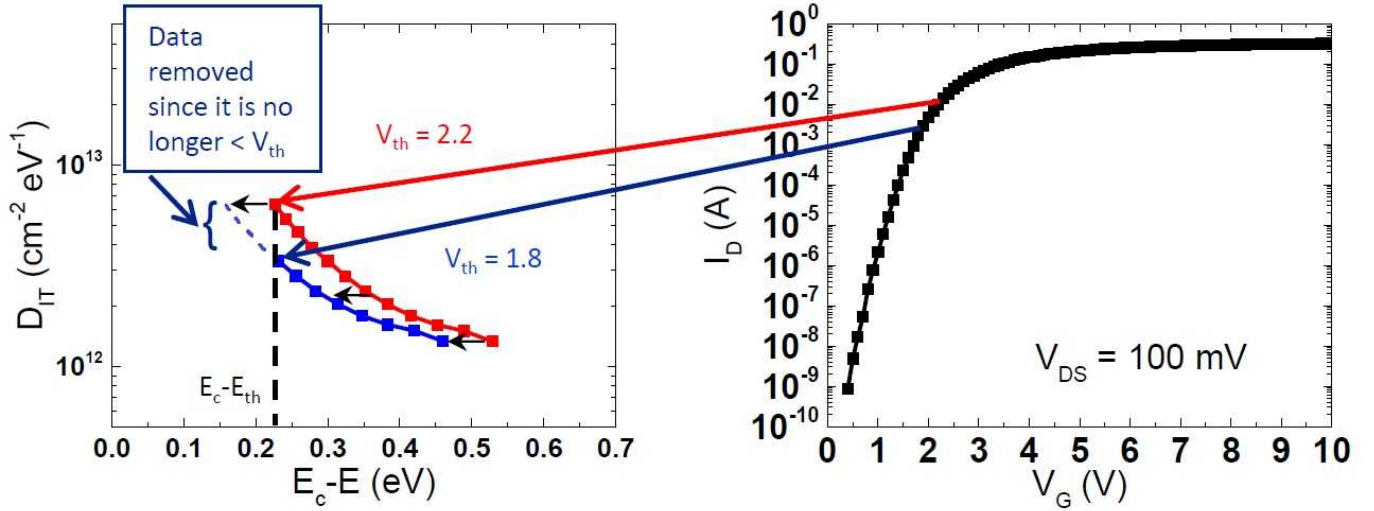 Data
removed
since it is no
longer < Vth
Vth = 2.2
Vth = 1.8
Ec-Eth
DIT (cm-2 eV-1)
10^13
10^12
0.0 0.1 0.2 0.3 0.4 0.5 0.6 0.7
Ec-E (eV)
ID (A)
10^0
10^-1
10^-2
10^-3
10^-4
10^-5
10^-6
10^-7
10^-8
10^-9
10^-10
VDS = 100 mV
0 1 2 3 4 5 6 7 8 9 10
VG (V)